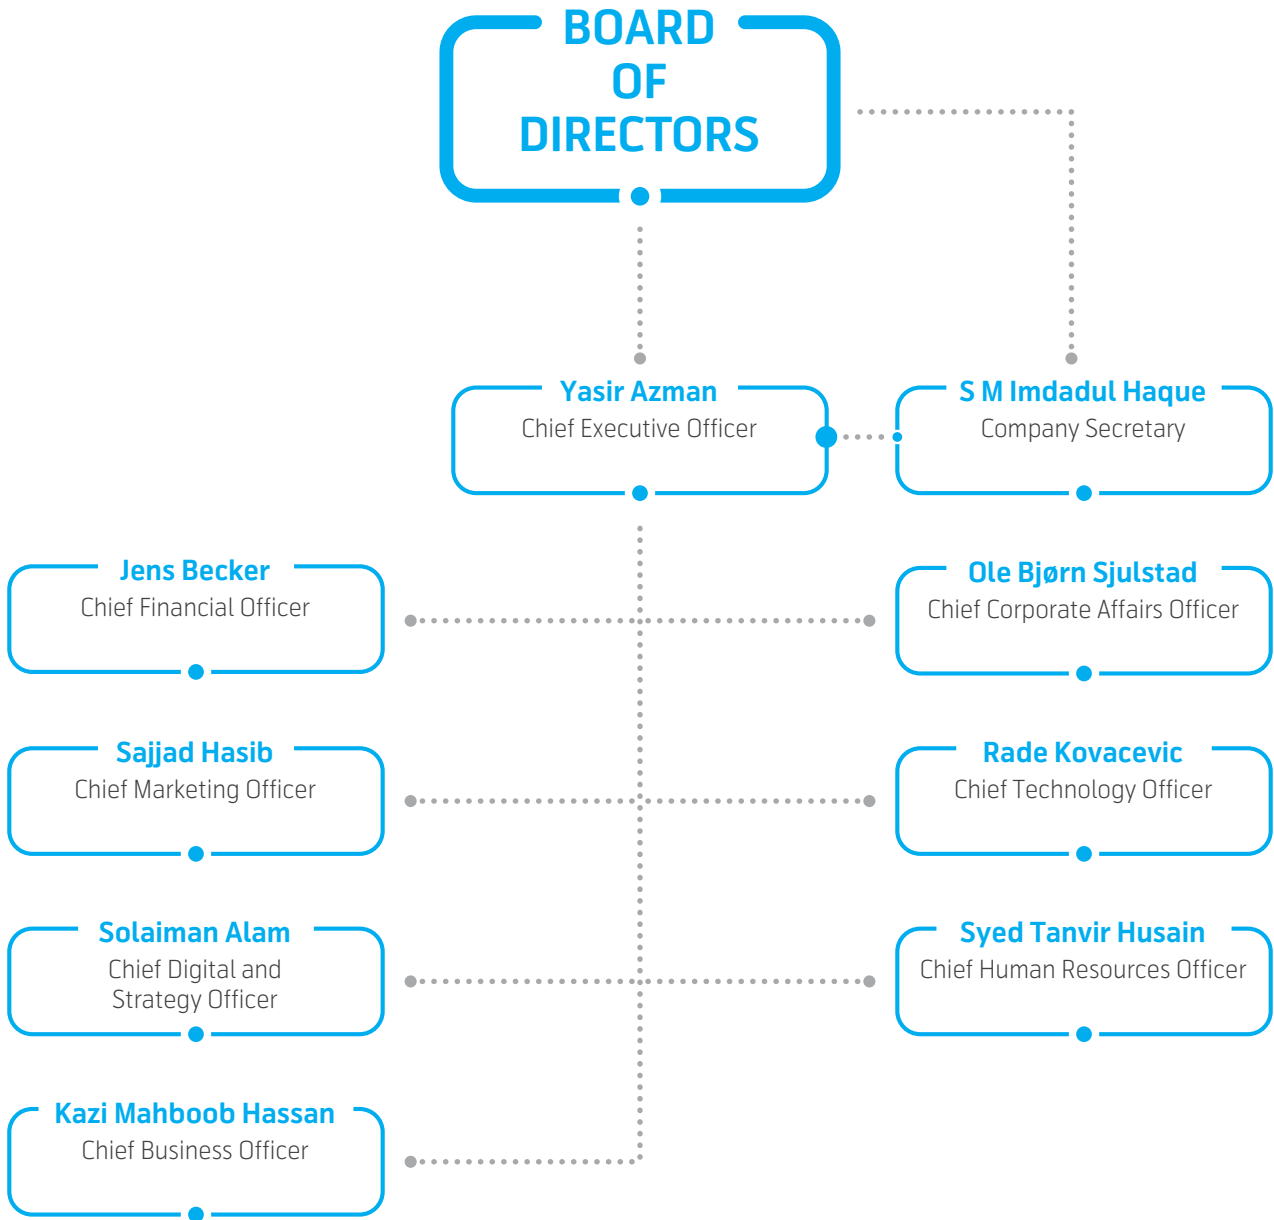 BOARD
OF
DIRECTORS
Yasir Azman
Chief Executive Officer
S M Imdadul Haque
Company Secretary
Jens Becker
Chief Financial Officer
Ole Bjørn Sjulstad
Chief Corporate Affairs Officer
Sajjad Hasib
Chief Marketing Officer
Rade Kovacevic
Chief Technology Officer
Solaiman Alam
Chief Digital and
Strategy Officer
Syed Tanvir Husain
Chief Human Resources Officer
Kazi Mahboob Hassan
Chief Business Officer